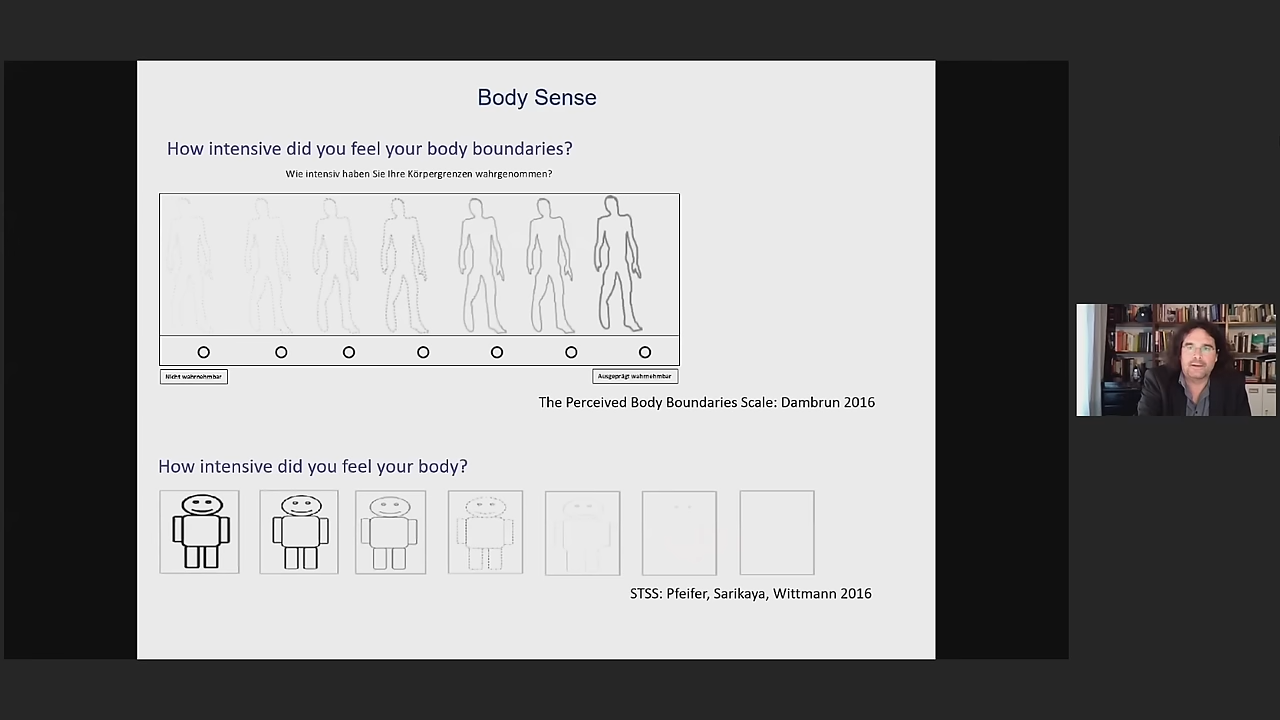 Body Sense
How intensive did you feel your body boundaries?
Wie intensiv haben Sie Ihre Körpergrenzen wahrgenommen?
Nicht wahrnehmbar
Ausgeprägt wahrnehmbar
The Perceived Body Boundaries Scale: Dambrun 2016
How intensive did you feel your body?
STSS: Pfeifer, Sarikaya, Wittmann 2016